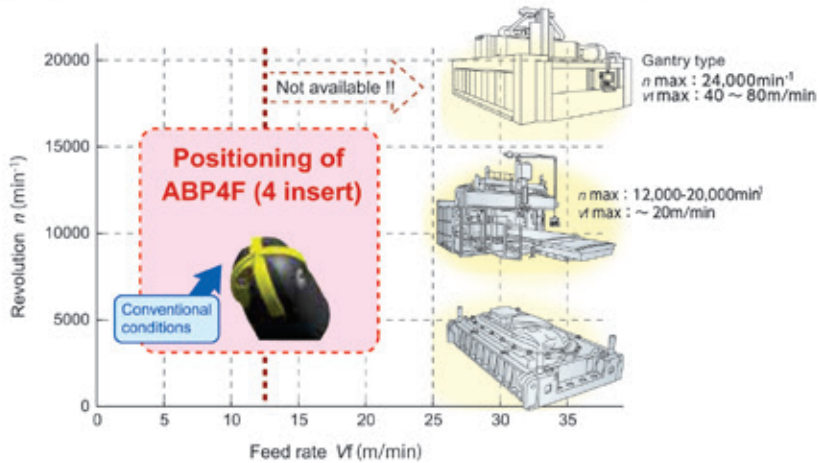 20000
15000
10000
5000
0
Revolution n (min⁻¹)
0 5 10 15 20 25 30 35
Feed rate Vf (m/min)
Not available !!
Positioning of
ABP4F (4 insert)
Conventional
conditions
Gantry type
n max : 24,000min⁻¹
vf max : 40 ~ 80m/min
n max : 12,000-20,000min⁻¹
vf max : ~ 20m/min